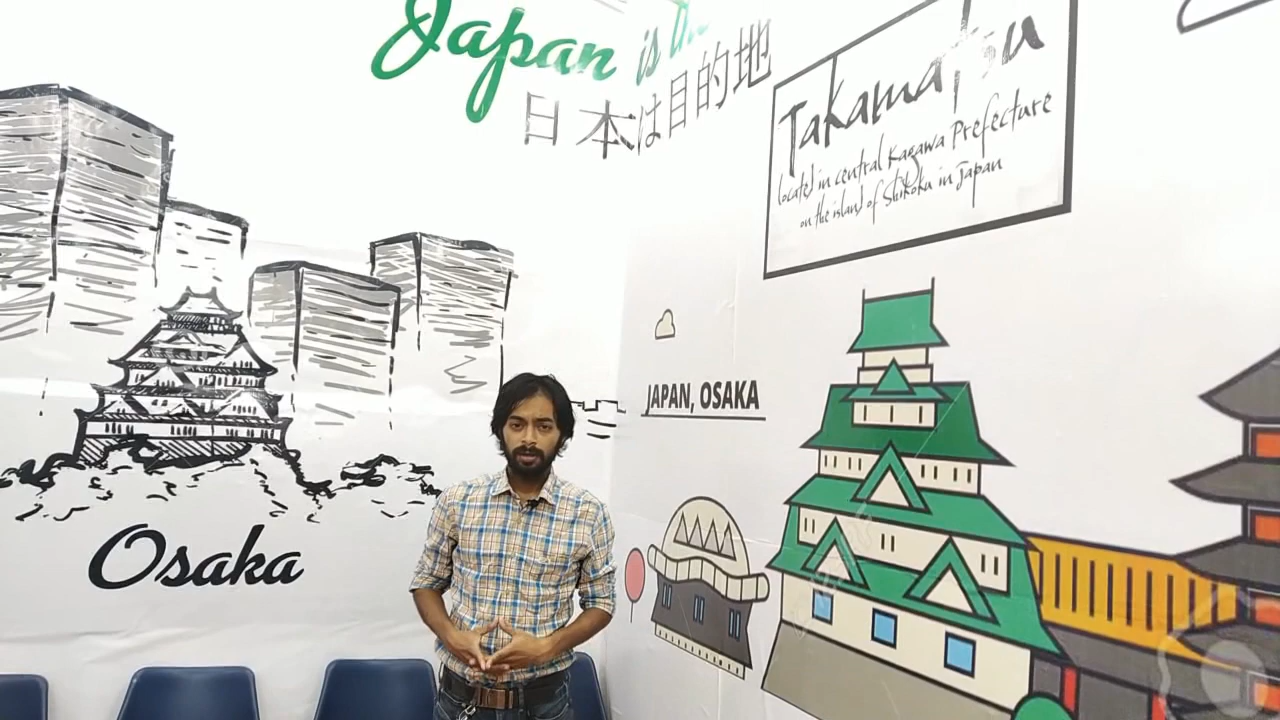 Japan is the
日本は目的地
Takamatsu
located in central Kagawa Prefecture
on the island of Shikoku in Japan
JAPAN, OSAKA
Osaka